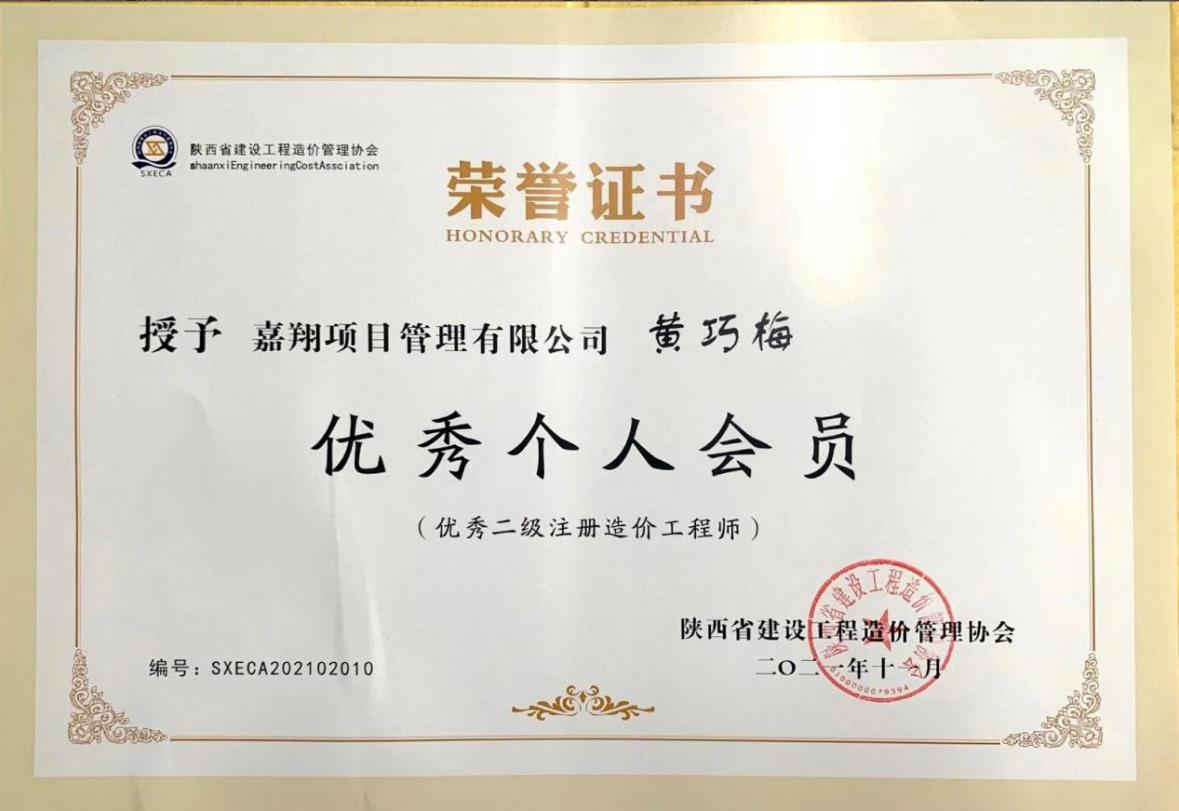 陕西省建设工程造价管理协会
shaanxiEngineeringCostAssciation
SXECA
荣誉证书
HONORARY CREDENTIAL
授予 嘉翔项目管理有限公司 黄巧梅
优秀个人会员
（优秀二级注册造价工程师）
陕西省建设工程造价管理协会
二〇二一年十一月
编号：SXECA202102010